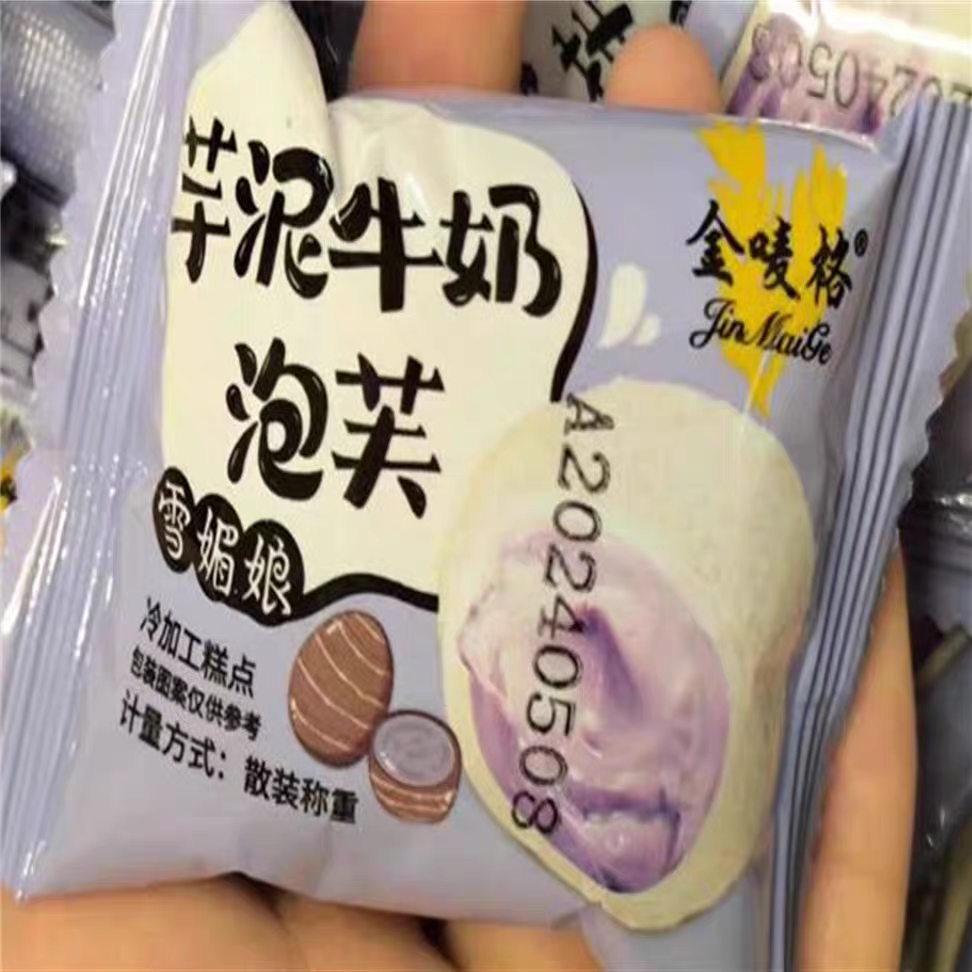 芋泥牛奶
泡芙
雪媚娘
金唛格®
JinMaiGe
A20240508
冷加工糕点
包装图案仅供参考
计量方式：散装称重
20240508